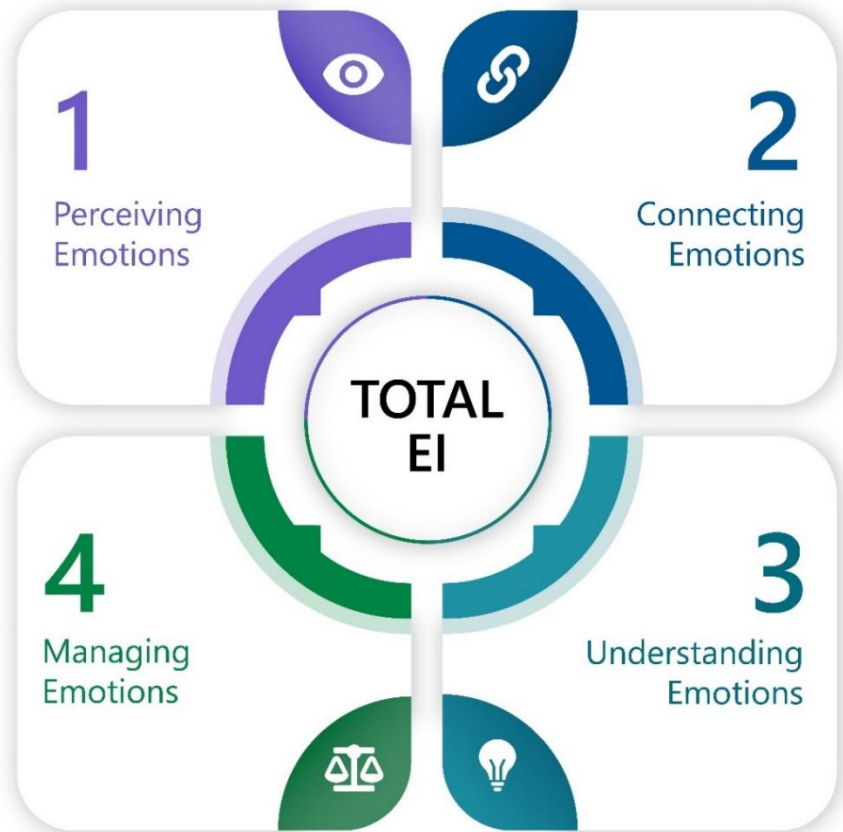 1
Perceiving
Emotions
2
Connecting
Emotions
TOTAL
EI
4
Managing
Emotions
3
Understanding
Emotions